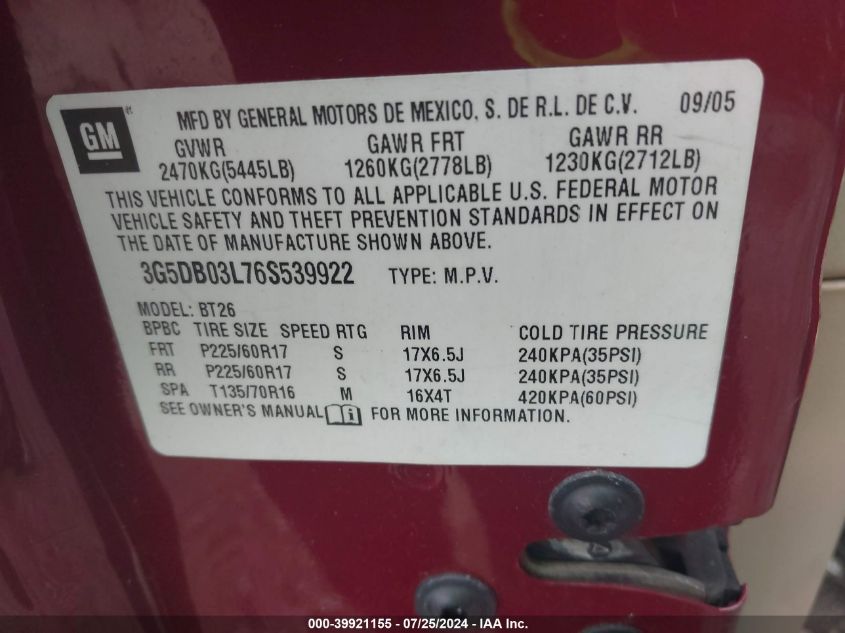 GM
MFD BY GENERAL MOTORS DE MEXICO, S. DE R.L. DE C.V. 09/05
GVWR GAWR FRT GAWR RR
2470KG(5445LB) 1260KG(2778LB) 1230KG(2712LB)
THIS VEHICLE CONFORMS TO ALL APPLICABLE U.S. FEDERAL MOTOR
VEHICLE SAFETY AND THEFT PREVENTION STANDARDS IN EFFECT ON
THE DATE OF MANUFACTURE SHOWN ABOVE.
3G5DB03L76S539922 TYPE: M.P.V.
MODEL: BT26
BPBC TIRE SIZE SPEED RTG RIM COLD TIRE PRESSURE
FRT P225/60R17 S 17X6.5J 240KPA(35PSI)
RR P225/60R17 S 17X6.5J 240KPA(35PSI)
SPA T135/70R16 M 16X4T 420KPA(60PSI)
SEE OWNER'S MANUAL i FOR MORE INFORMATION.
000-39921155 - 07/25/2024 - IAA Inc.